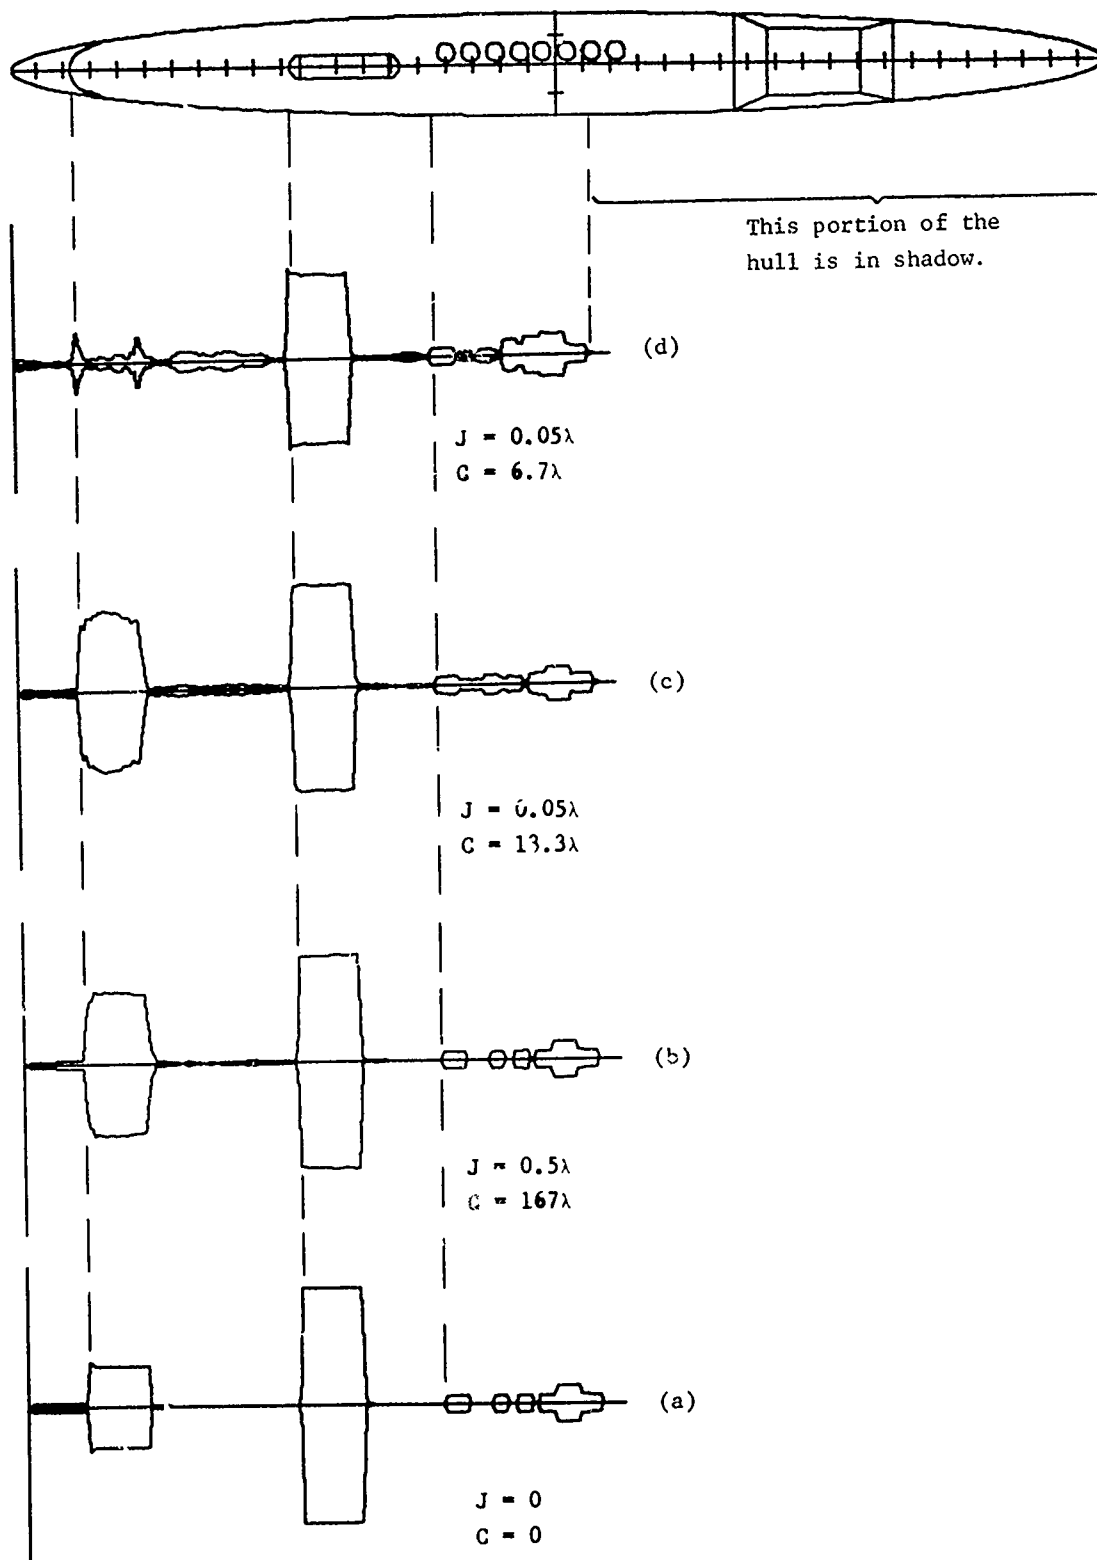 This portion of the
hull is in shadow.
(d)
J = 0.05λ
C = 6.7λ
(c)
J = 0.05λ
C = 13.3λ
(b)
J = 0.5λ
C = 167λ
(a)
J = 0
C = 0